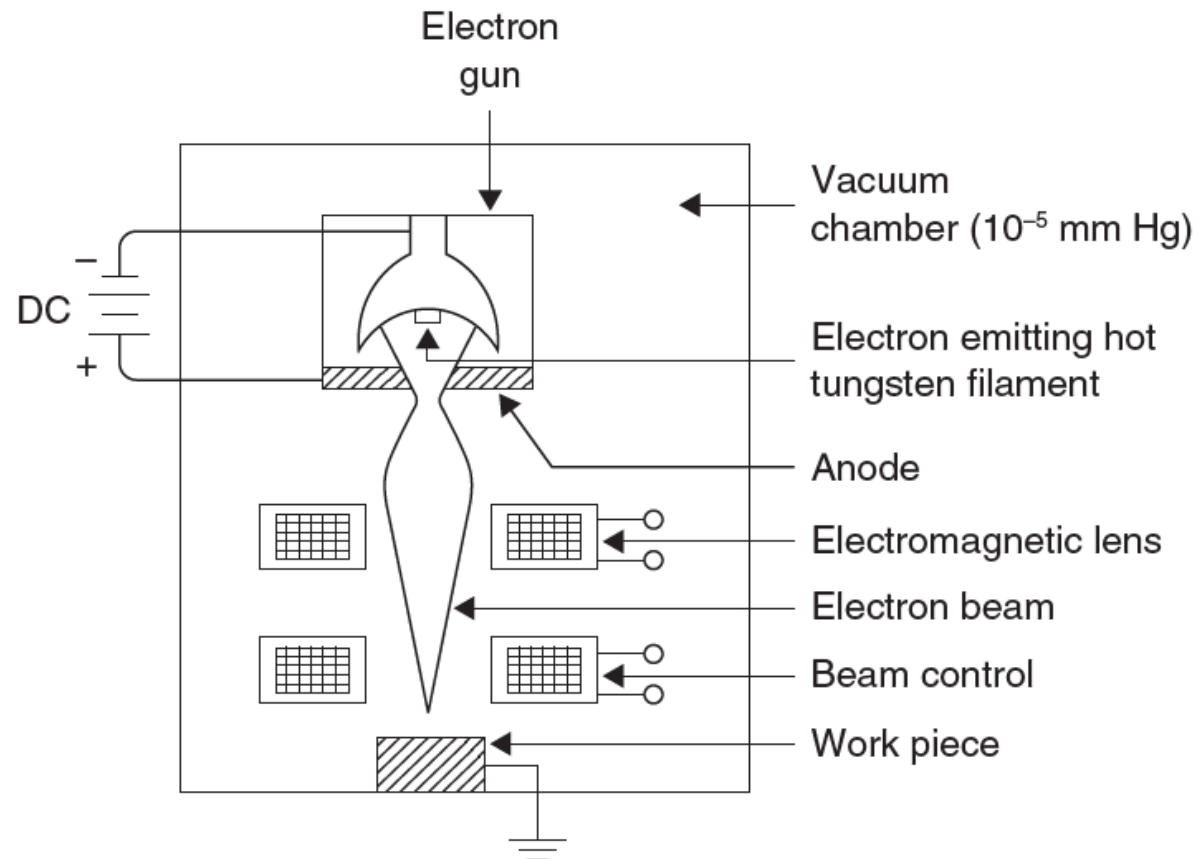 Electron
gun
Vacuum
chamber (10⁻⁵ mm Hg)
–
DC
+
Electron emitting hot
tungsten filament
Anode
Electromagnetic lens
Electron beam
Beam control
Work piece